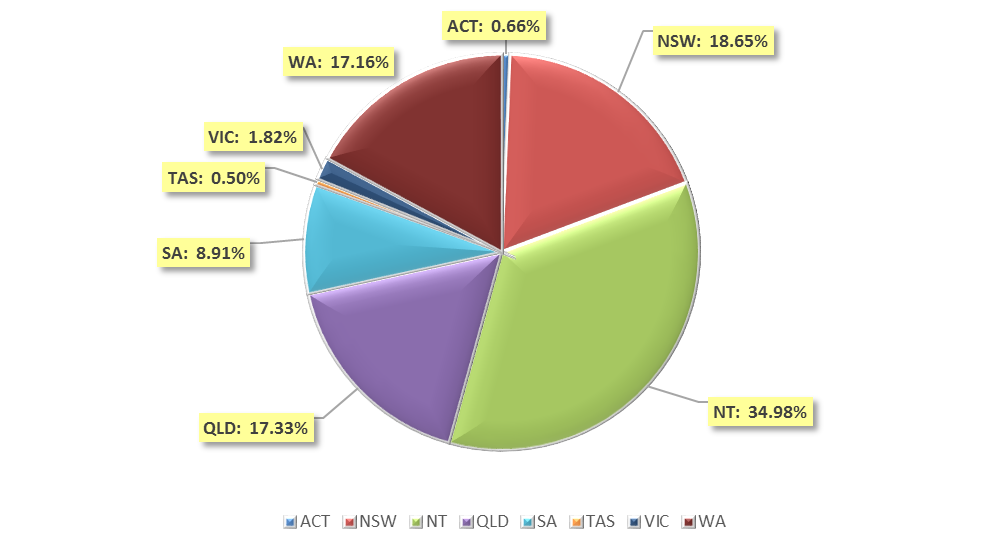 ACT: 0.66%
NSW: 18.65%
WA: 17.16%
VIC: 1.82%
TAS: 0.50%
SA: 8.91%
NT: 34.98%
QLD: 17.33%
ACT NSW NT QLD SA TAS VIC WA